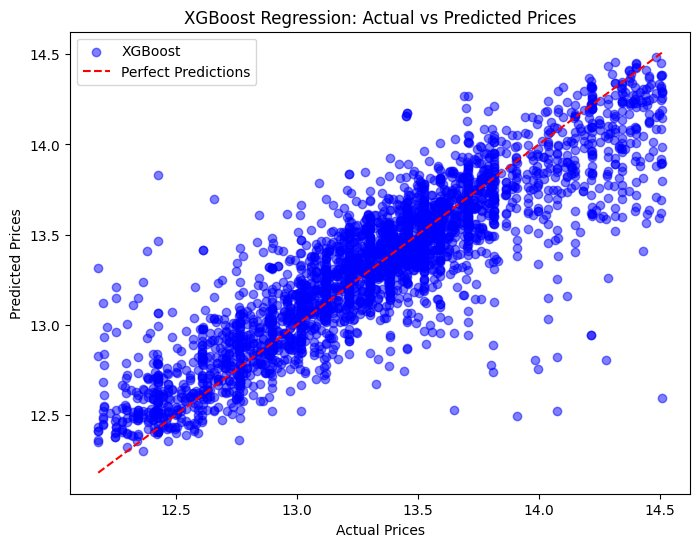 XGBoost Regression: Actual vs Predicted Prices
XGBoost
Perfect Predictions
14.5
14.0
13.5
13.0
12.5
Predicted Prices
12.5 13.0 13.5 14.0 14.5
Actual Prices